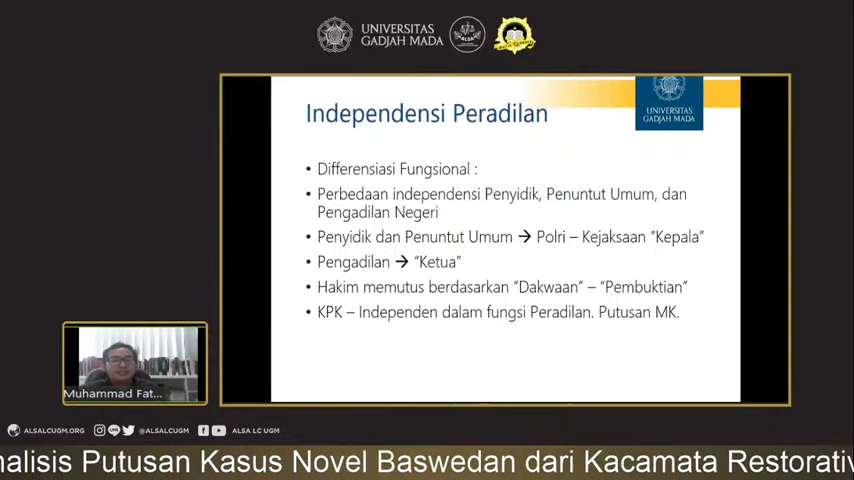 UNIVERSITAS
GADJAH MADA
ALSA
Independensi Peradilan
UNIVERSITAS
GADJAH MADA
• Differensiasi Fungsional :
• Perbedaan independensi Penyidik, Penuntut Umum, dan
Pengadilan Negeri
• Penyidik dan Penuntut Umum → Polri – Kejaksaan “Kepala”
• Pengadilan → “Ketua”
• Hakim memutus berdasarkan “Dakwaan” – “Pembuktian”
• KPK – Independen dalam fungsi Peradilan. Putusan MK.
Muhammad Fat...
ALSALCUGM.ORG @ALSALCUGM ALSA LC UGM
nalisis Putusan Kasus Novel Baswedan dari Kacamata Restorativ